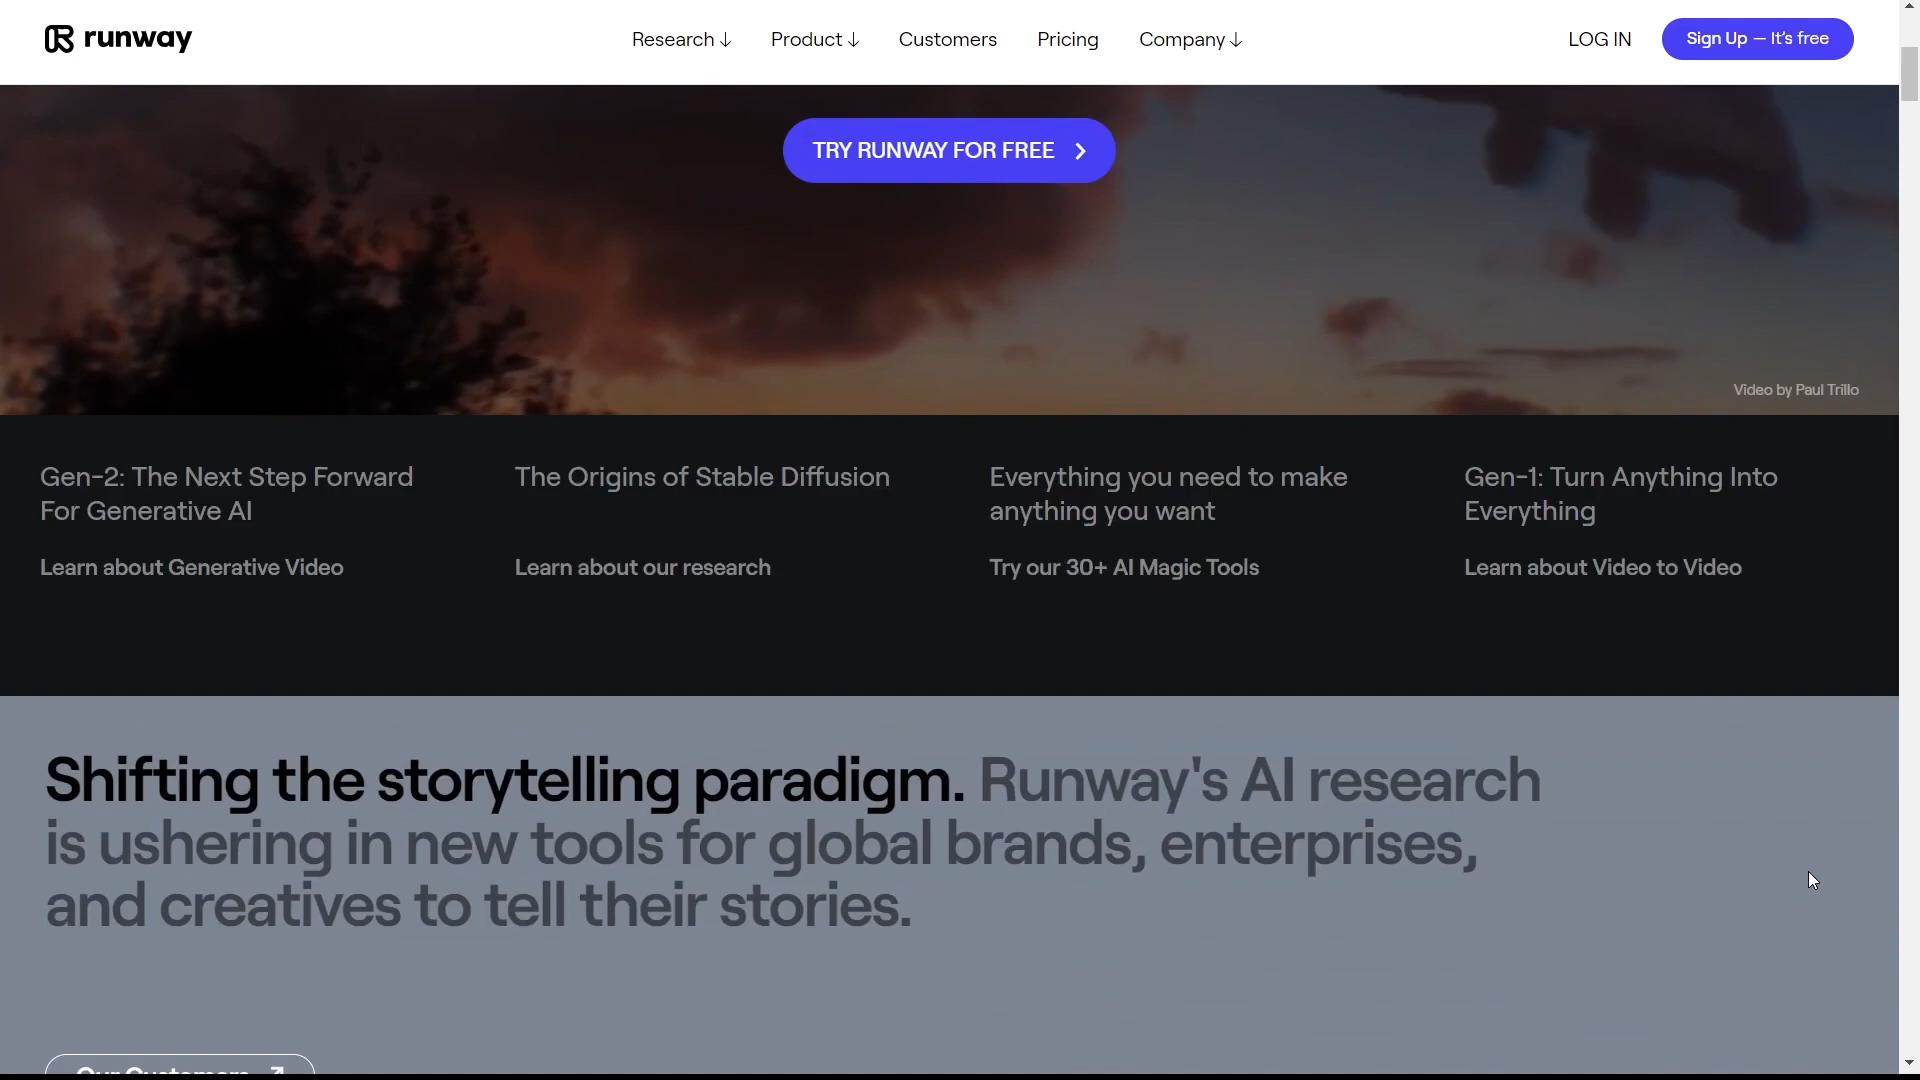 runway
Research ↓
Product ↓
Customers
Pricing
Company ↓
LOG IN
Sign Up — It's free
TRY RUNWAY FOR FREE
Video by Paul Trillo
Gen-2: The Next Step Forward
For Generative AI
Learn about Generative Video
The Origins of Stable Diffusion
Learn about our research
Everything you need to make
anything you want
Try our 30+ AI Magic Tools
Gen-1: Turn Anything Into
Everything
Learn about Video to Video
Shifting the storytelling paradigm. Runway's AI research
is ushering in new tools for global brands, enterprises,
and creatives to tell their stories.
Our Customers